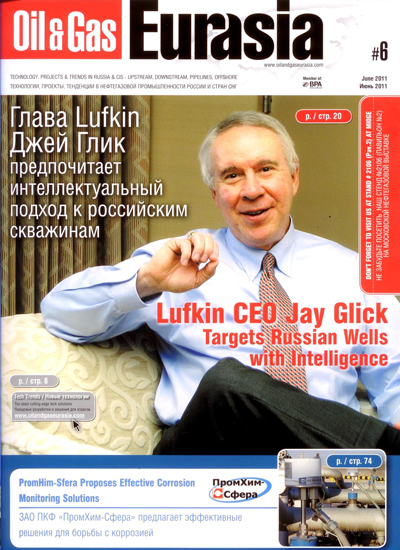 Oil & Gas
Eurasia
www.oilandgaseurasia.com
#6
TECHNOLOGY, PROJECTS & TRENDS IN RUSSIA & CIS - UPSTREAM, DOWNSTREAM, PIPELINES, OFFSHORE
ТЕХНОЛОГИИ, ПРОЕКТЫ, ТЕНДЕНЦИИ В НЕФТЕГАЗОВОЙ ПРОМЫШЛЕННОСТИ РОССИИ И СТРАН СНГ
Member of
BPA
June 2011
Июнь 2011
Глава Lufkin
Джей Глик
предпочитает
интеллектуальный
подход к российским
скважинам
p. / стр. 20
DON'T FORGET TO VISIT US AT STAND # 2106 (Pav.2) AT MIOGE
НЕ ЗАБУДЬТЕ ПОСЕТИТЬ НАШ СТЕНД №2106 (ПАВИЛЬОН №2)
НА МОСКОВСКОЙ НЕФТЕГАЗОВОЙ ВЫСТАВКЕ
Lufkin CEO Jay Glick
Targets Russian Wells
with Intelligence
p. / стр. 8
Tech Trends / Новые технологии
The latest cutting-edge tech solutions
Передовые разработки и решения для отрасли
www.oilandgaseurasia.com
p. / стр. 74
PromHim-Sfera Proposes Effective Corrosion
Monitoring Solutions
ПромХим
Сфера
ЗАО ПКФ «ПромХим-Сфера» предлагает эффективные
решения для борьбы с коррозией